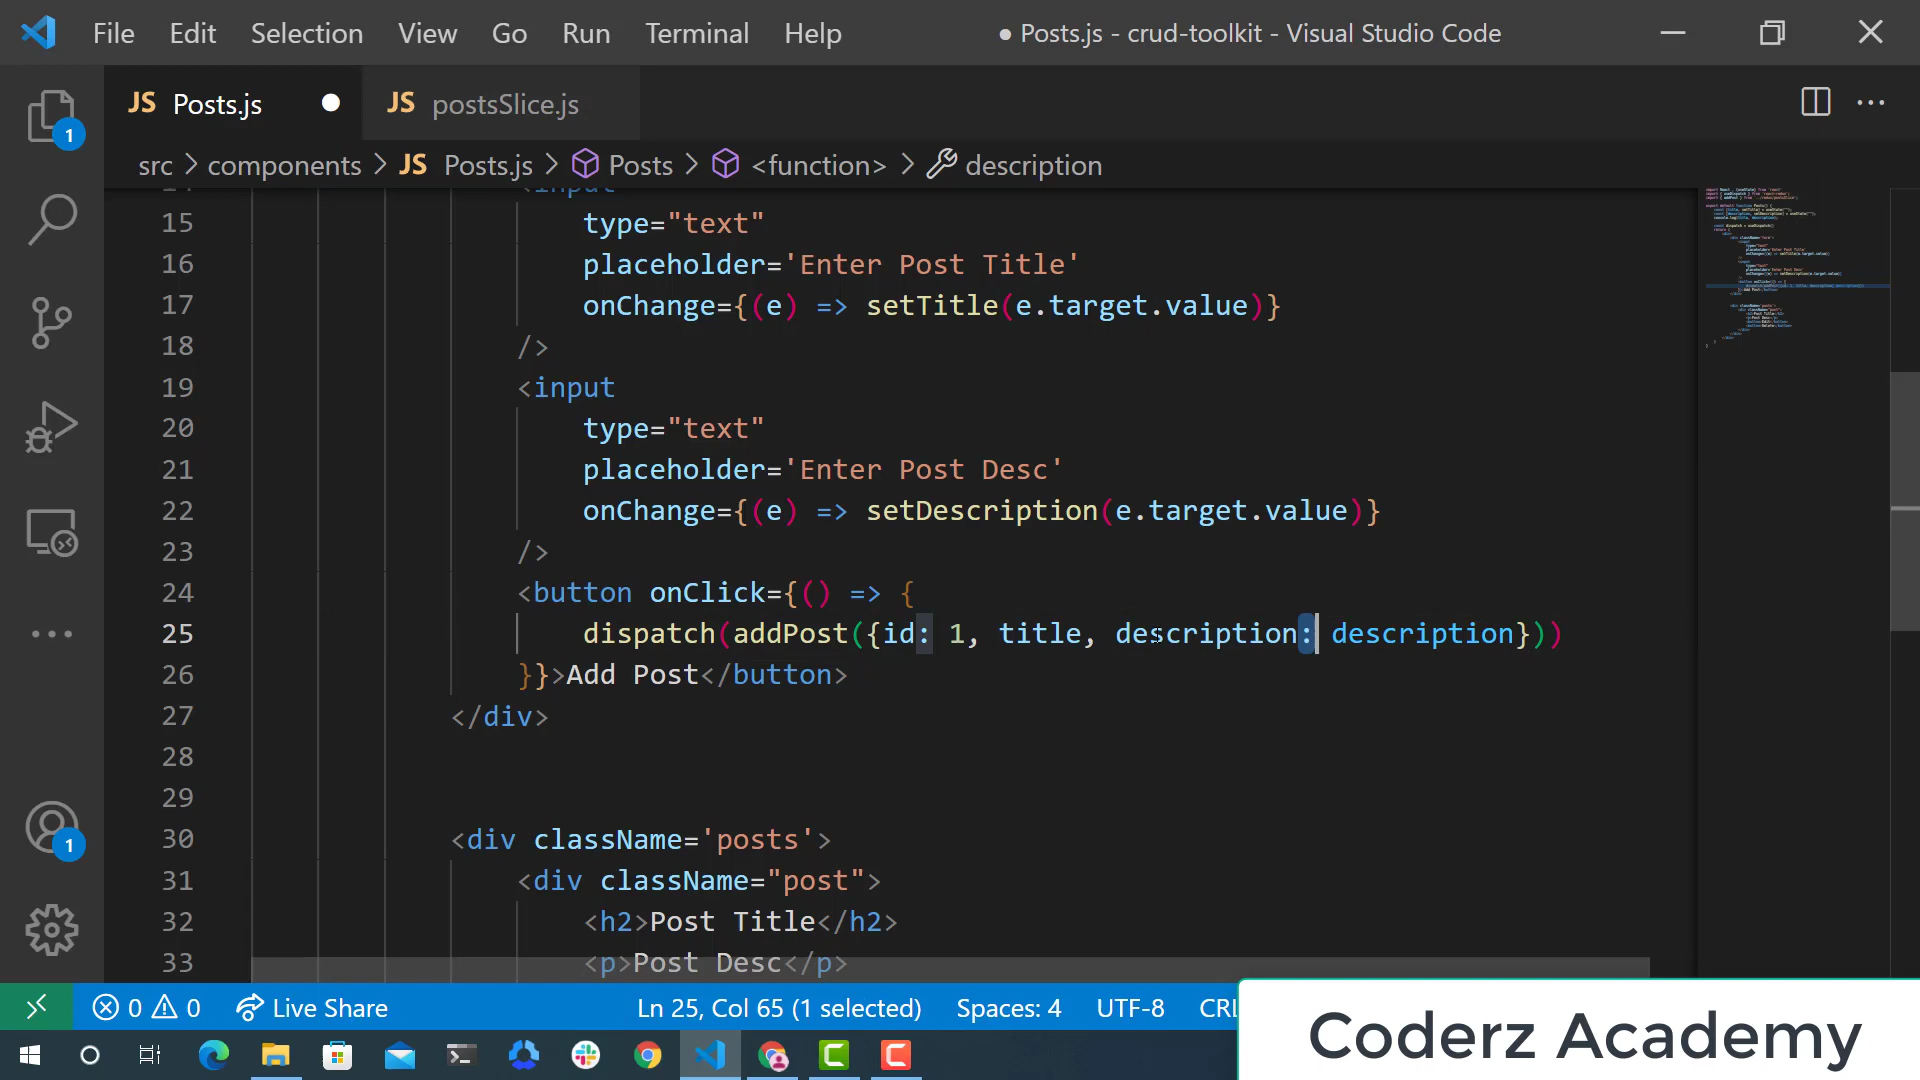 File Edit Selection View Go Run Terminal Help ● Posts.js - crud-toolkit - Visual Studio Code
JS Posts.js ● JS postsSlice.js
src > components > JS Posts.js > Posts > <function> > description
15 type="text"
16 placeholder='Enter Post Title'
17 onChange={(e) => setTitle(e.target.value)}
18 />
19 <input
20 type="text"
21 placeholder='Enter Post Desc'
22 onChange={(e) => setDescription(e.target.value)}
23 />
24 <button onClick={() => {
25 dispatch(addPost({id: 1, title, description: description}))
26 }}>Add Post</button>
27 </div>
28
29
30 <div className='posts'>
31 <div className="post">
32 <h2>Post Title</h2>
33 <p>Post Desc</p>
1
1
0 0 Live Share Ln 25, Col 65 (1 selected) Spaces: 4 UTF-8
Coderz Academy